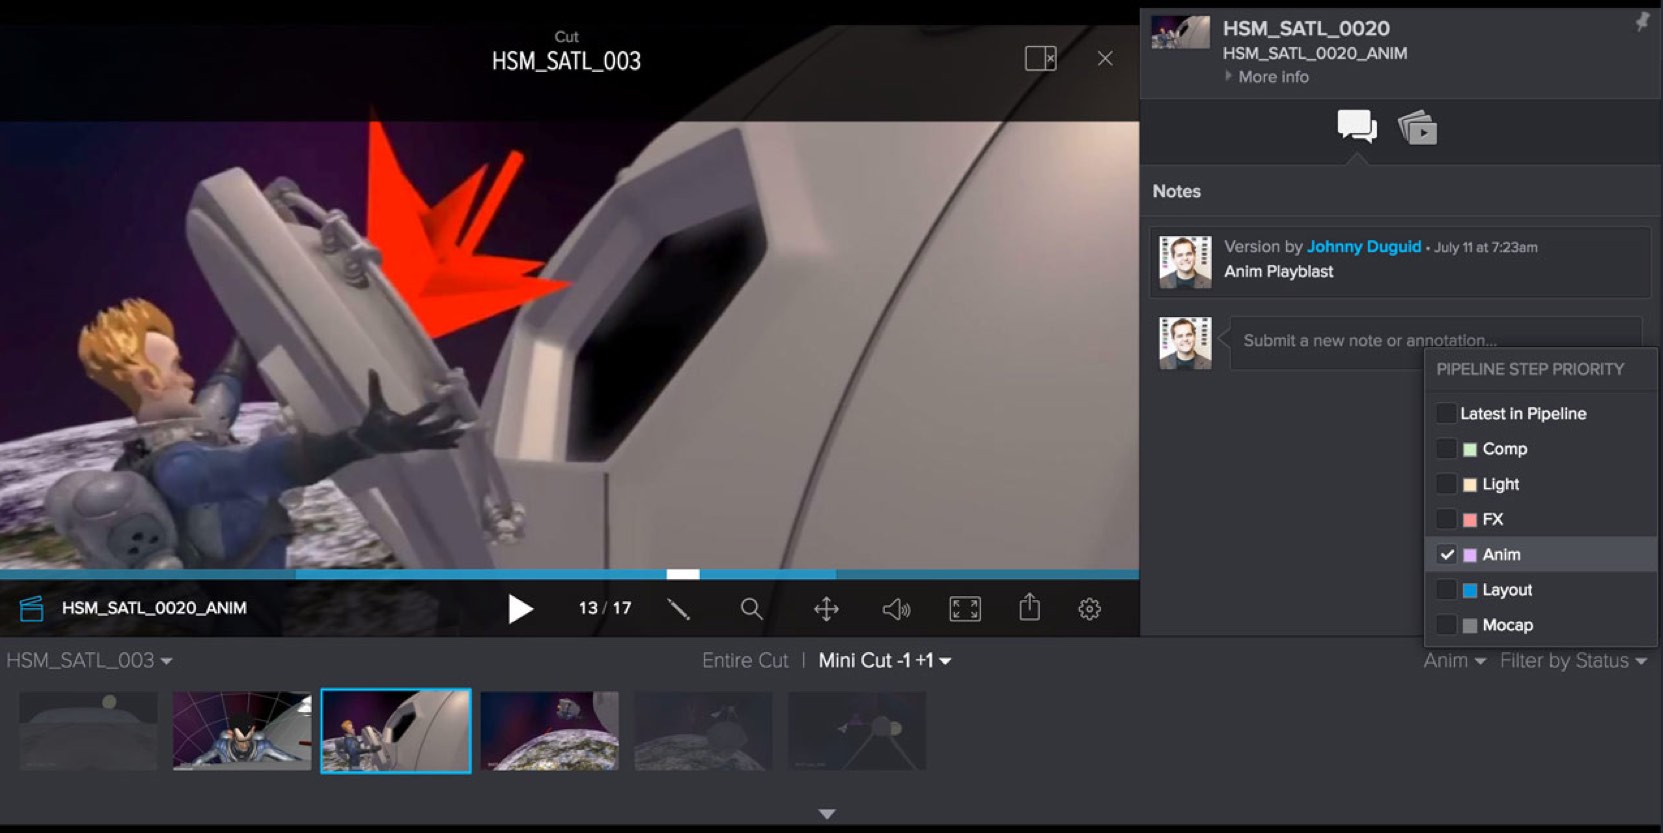 Cut
HSM_SATL_003
HSM_SATL_0020
HSM_SATL_0020_ANIM
More info
Notes
Version by Johnny Duguid • July 11 at 7:23am
Anim Playblast
Submit a new note or annotation...
PIPELINE STEP PRIORITY
Latest in Pipeline
Comp
Light
FX
Anim
Layout
Mocap
HSM_SATL_0020_ANIM
13 / 17
HSM_SATL_003
Entire Cut | Mini Cut -1 +1
Anim
Filter by Status